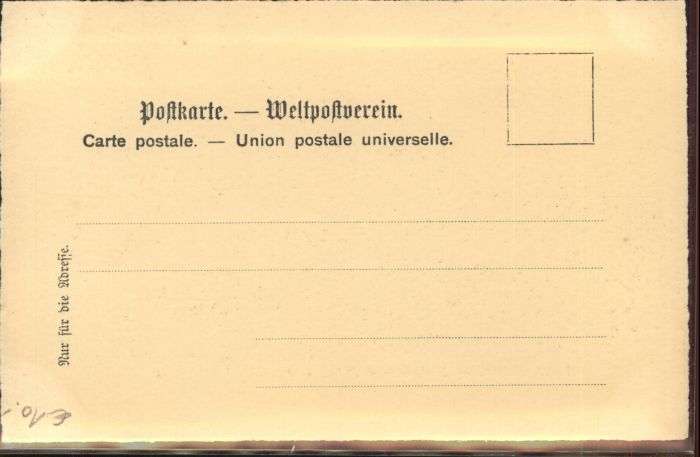 Postkarte. — Weltpostverein.
Carte postale. — Union postale universelle.
Nur für die Adresse.